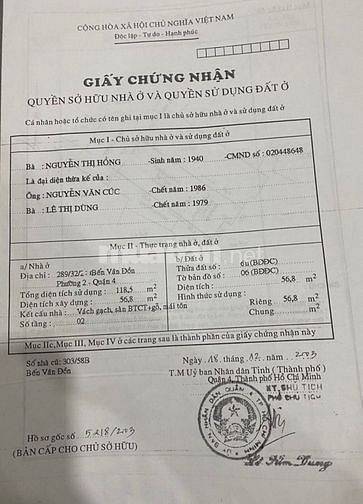 CỘNG HÒA XÃ HỘI CHỦ NGHĨA VIỆT NAM
Độc lập - Tự do - Hạnh phúc
GIẤY CHỨNG NHẬN
QUYỀN SỞ HỮU NHÀ Ở VÀ QUYỀN SỬ DỤNG ĐẤT Ở
Cá nhân hoặc tổ chức có tên ghi tại mục I là chủ sở hữu nhà ở và sử dụng đất ở
Mục I - Chủ sở hữu nhà ở và sử dụng đất ở
Bà : NGUYỄN THỊ HỒNG -Sinh năm : 1940 -CMND số : 020448648
Là đại diện thừa kế của :
Ông : NGUYỄN VĂN CÚC -Chết năm : 1986
Bà : LÊ THỊ DŨNG -Chết năm : 1979
Mục II - Thực trạng nhà ở, đất ở
a/ Nhà ở
Địa chỉ : 289/32/2 Bến Vân Đồn
Phường 2 - Quận 4
Tổng diện tích sử dụng : 118,5 m2
Diện tích xây dựng : 56,8 m2
Kết cấu nhà : Vách gạch, sàn BTCT+gỗ, mái tôn
Số tầng : 02
b/ Đất ở
Thửa đất số : (BĐĐC)
Tờ bản đồ số : 06 (BĐĐC)
Diện tích : 56,8 m2
Hình thức sử dụng :
Riêng : 56,8 m2
Chung : m2
Mục IIc, Mục III, Mục IV ở các trang sau là thành phần của giấy chứng nhận này
Số nhà cũ: 303/58B
Bến Vân Đồn
Ngày 18. tháng. 02. năm 2003
T.M Uỷ ban Nhân dân Tỉnh (Thành phố)
Quận 4, Thành phố Hồ Chí Minh
KT. CHỦ TỊCH
PHÓ CHỦ TỊCH
Hồ sơ gốc số 5218/2003
(BẢN CẤP CHO CHỦ SỞ HỮU)
Lê Kim Dung